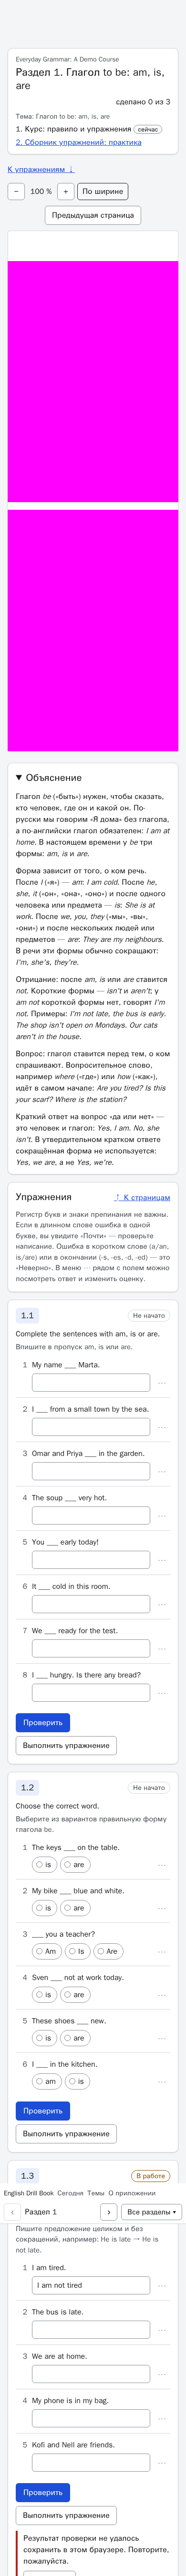 Everyday Grammar: A Demo Course
Раздел 1. Глагол to be: am, is,
are
сделано 0 из 3
Тема: Глагол to be: am, is, are
1. Курс: правило и упражнения сейчас
2. Сборник упражнений: практика
К упражнениям ↓
− 100 % + По ширине
Предыдущая страница
▼ Объяснение
Глагол be («быть») нужен, чтобы сказать,
кто человек, где он и какой он. По-
русски мы говорим «Я дома» без глагола,
а по-английски глагол обязателен: I am at
home. В настоящем времени у be три
формы: am, is и are.
Форма зависит от того, о ком речь.
После I («я») — am: I am cold. После he,
she, it («он», «она», «оно») и после одного
человека или предмета — is: She is at
work. После we, you, they («мы», «вы»,
«они») и после нескольких людей или
предметов — are: They are my neighbours.
В речи эти формы обычно сокращают:
I'm, she's, they're.
Отрицание: после am, is или are ставится
not. Короткие формы — isn't и aren't; у
am not короткой формы нет, говорят I'm
not. Примеры: I'm not late, the bus is early.
The shop isn't open on Mondays. Our cats
aren't in the house.
Вопрос: глагол ставится перед тем, о ком
спрашивают. Вопросительное слово,
например where («где») или how («как»),
идёт в самом начале: Are you tired? Is this
your scarf? Where is the station?
Краткий ответ на вопрос «да или «нет» —
это человек и глагол: Yes, I am. No, she
isn't. В утвердительном кратком ответе
сокращённая форма не используется:
Yes, we are, а не Yes, we're.
Упражнения ↑ К страницам
Регистр букв и знаки препинания не важны.
Если в длинном слове ошибка в одной
букве, вы увидите «Почти» — проверьте
написание. Ошибка в коротком слове (a/an,
is/are) или в окончании (-s, -es, -d, -ed) — это
«Неверно». В меню ··· рядом с полем можно
посмотреть ответ и изменить оценку.
1.1 Не начато
Complete the sentences with am, is or are.
Впишите в пропуск am, is или are.
1 My name ___ Marta.
···
2 I ___ from a small town by the sea.
···
3 Omar and Priya ___ in the garden.
···
4 The soup ___ very hot.
···
5 You ___ early today!
···
6 It ___ cold in this room.
···
7 We ___ ready for the test.
···
8 I ___ hungry. Is there any bread?
···
Проверить
Выполнить упражнение
1.2 Не начато
Choose the correct word.
Выберите из вариантов правильную форму
глагола be.
1 The keys ___ on the table.
is are ···
2 My bike ___ blue and white.
is are ···
3 ___ you a teacher?
Am Is Are ···
4 Sven ___ not at work today.
is are ···
5 These shoes ___ new.
is are ···
6 I ___ in the kitchen.
am is ···
Проверить
Выполнить упражнение
1.3 В работе
English Drill Book Сегодня Темы О приложении
‹ Раздел 1 › Все разделы ▾
Пишите предложение целиком и без
сокращений, например: He is late → He is
not late.
1 I am tired.
I am not tired ···
2 The bus is late.
···
3 We are at home.
···
4 My phone is in my bag.
···
5 Kofi and Nell are friends.
···
Проверить
Выполнить упражнение
Результат проверки не удалось
сохранить в этом браузере. Повторите,
пожалуйста.